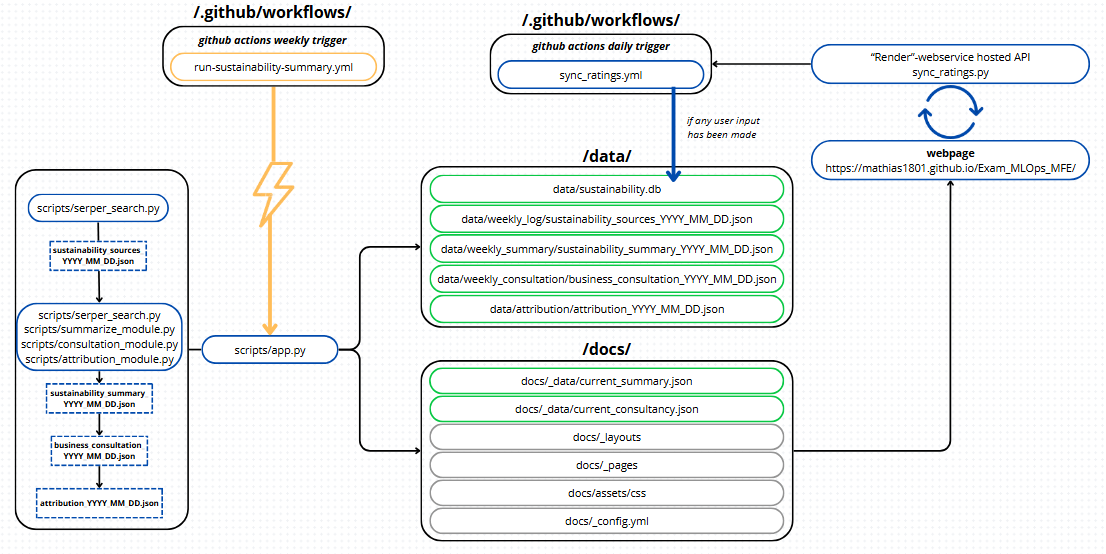 /.github/workflows/
github actions weekly trigger
run-sustainability-summary.yml
/.github/workflows/
github actions daily trigger
sync_ratings.yml
“Render”-webservice hosted API
sync_ratings.py
if any user input
has been made
webpage
https://mathias1801.github.io/Exam_MLOps_MFE/
scripts/serper_search.py
sustainability sources
YYYY MM DD.json
scripts/serper_search.py
scripts/summarize_module.py
scripts/consultation_module.py
scripts/attribution_module.py
sustainability summary
YYYY MM DD.json
business consultation
YYYY MM DD.json
attribution YYYY MM DD.json
scripts/app.py
/data/
data/sustainability.db
data/weekly_log/sustainability_sources_YYYY_MM_DD.json
data/weekly_summary/sustainability_summary_YYYY_MM_DD.json
data/weekly_consultation/business_consultation_YYYY_MM_DD.json
data/attribution/attribution_YYYY_MM_DD.json
/docs/
docs/_data/current_summary.json
docs/_data/current_consultancy.json
docs/_layouts
docs/_pages
docs/assets/css
docs/_config.yml